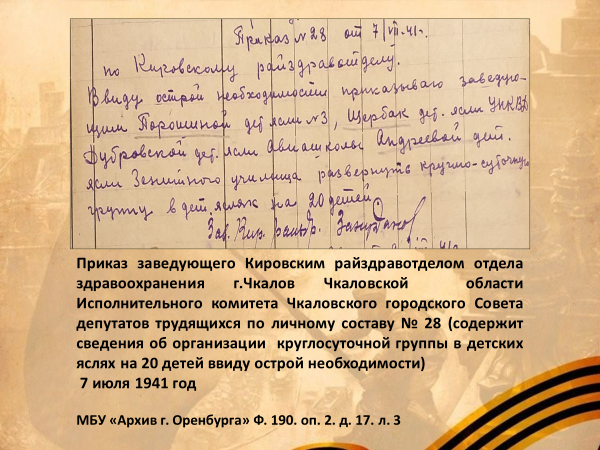 Приказ №28 от 7/VII-41г.
по Кировскому райздравотделу.
Ввиду острой необходимости приказываю заведую-
щим Порошиной дет ясли №3, Щербак дет. ясли УНКВД
Дубровской дет. ясли Авиашколы Андреевой дет.
ясли Зенитного училища развернуть кругло-суточную
группу в дет. яслях на 20 детей
Зав. Кир.
Приказ заведующего Кировским райздравотделом отдела
здравоохранения г.Чкалов Чкаловской области
Исполнительного комитета Чкаловского городского Совета
депутатов трудящихся по личному составу № 28 (содержит
сведения об организации круглосуточной группы в детских
яслях на 20 детей ввиду острой необходимости)
7 июля 1941 год
МБУ «Архив г. Оренбурга» Ф. 190. оп. 2. д. 17. л. 3